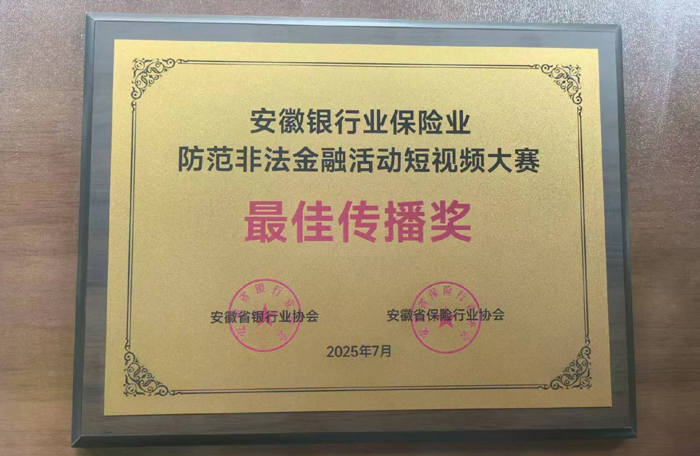 安徽银行业保险业
防范非法金融活动短视频大赛
最佳传播奖
安徽省银行业协会
安徽省保险行业协会
2025年7月